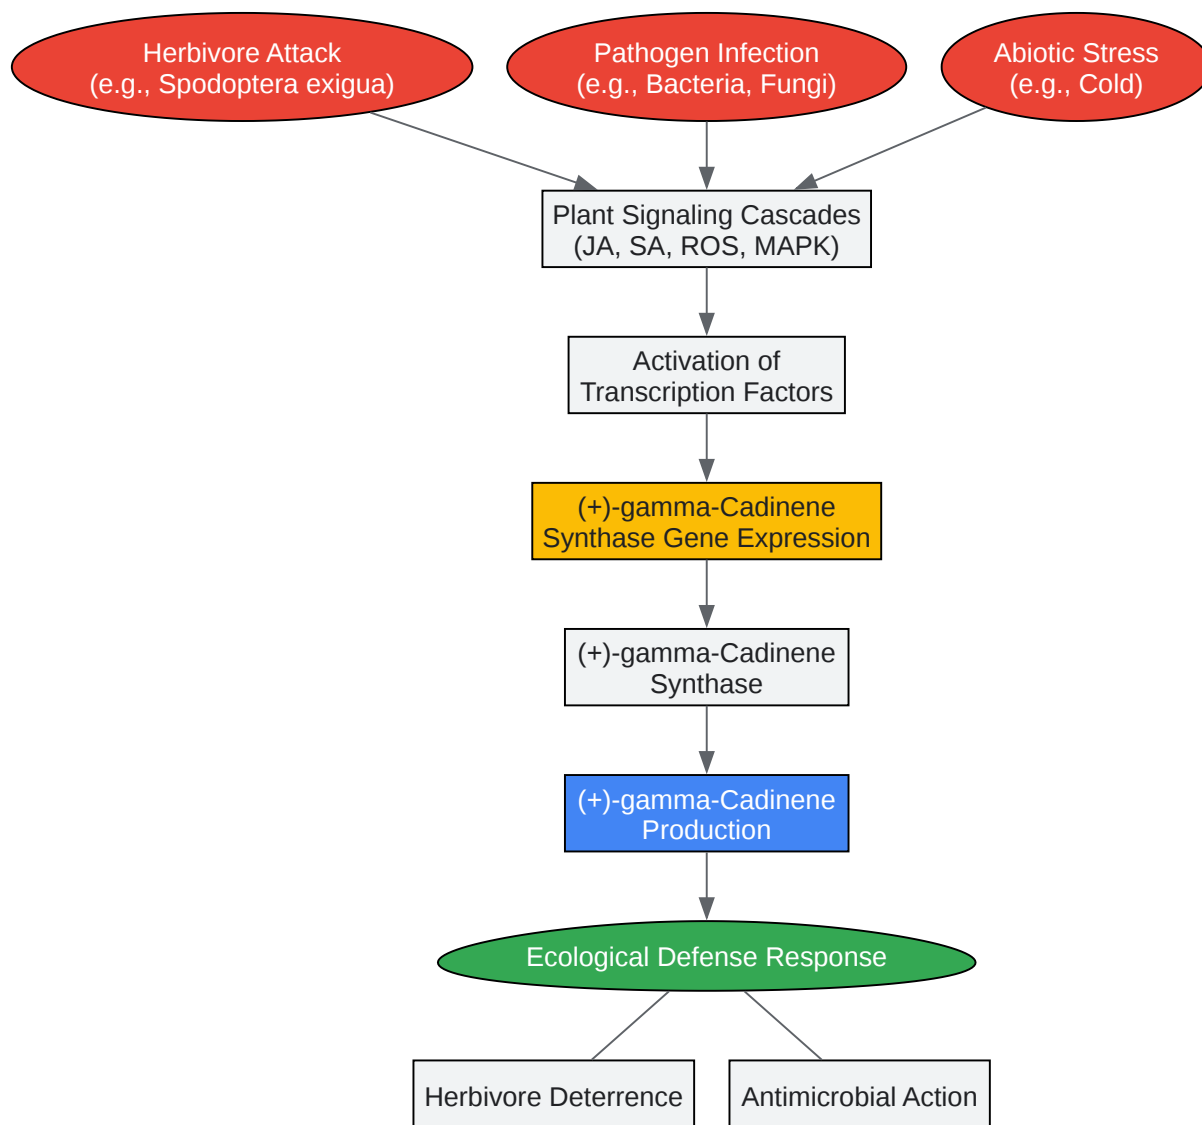 Herbivore Attack
(e.g., Spodoptera exigua)
Pathogen Infection
(e.g., Bacteria, Fungi)
Abiotic Stress
(e.g., Cold)
Plant Signaling Cascades
(JA, SA, ROS, MAPK)
Activation of
Transcription Factors
(+)-gamma-Cadinene
Synthase Gene Expression
(+)-gamma-Cadinene
Synthase
(+)-gamma-Cadinene
Production
Ecological Defense Response
Herbivore Deterrence
Antimicrobial Action